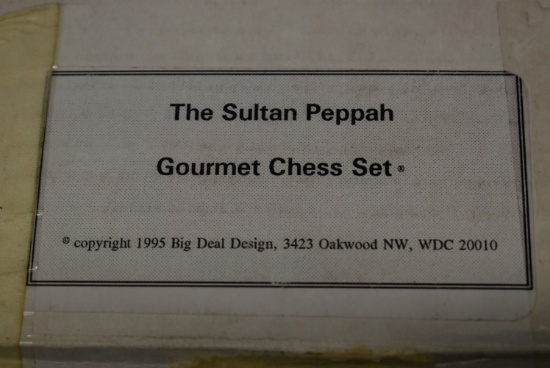 The Sultan Peppah
Gourmet Chess Set ®
© copyright 1995 Big Deal Design, 3423 Oakwood NW, WDC 20010